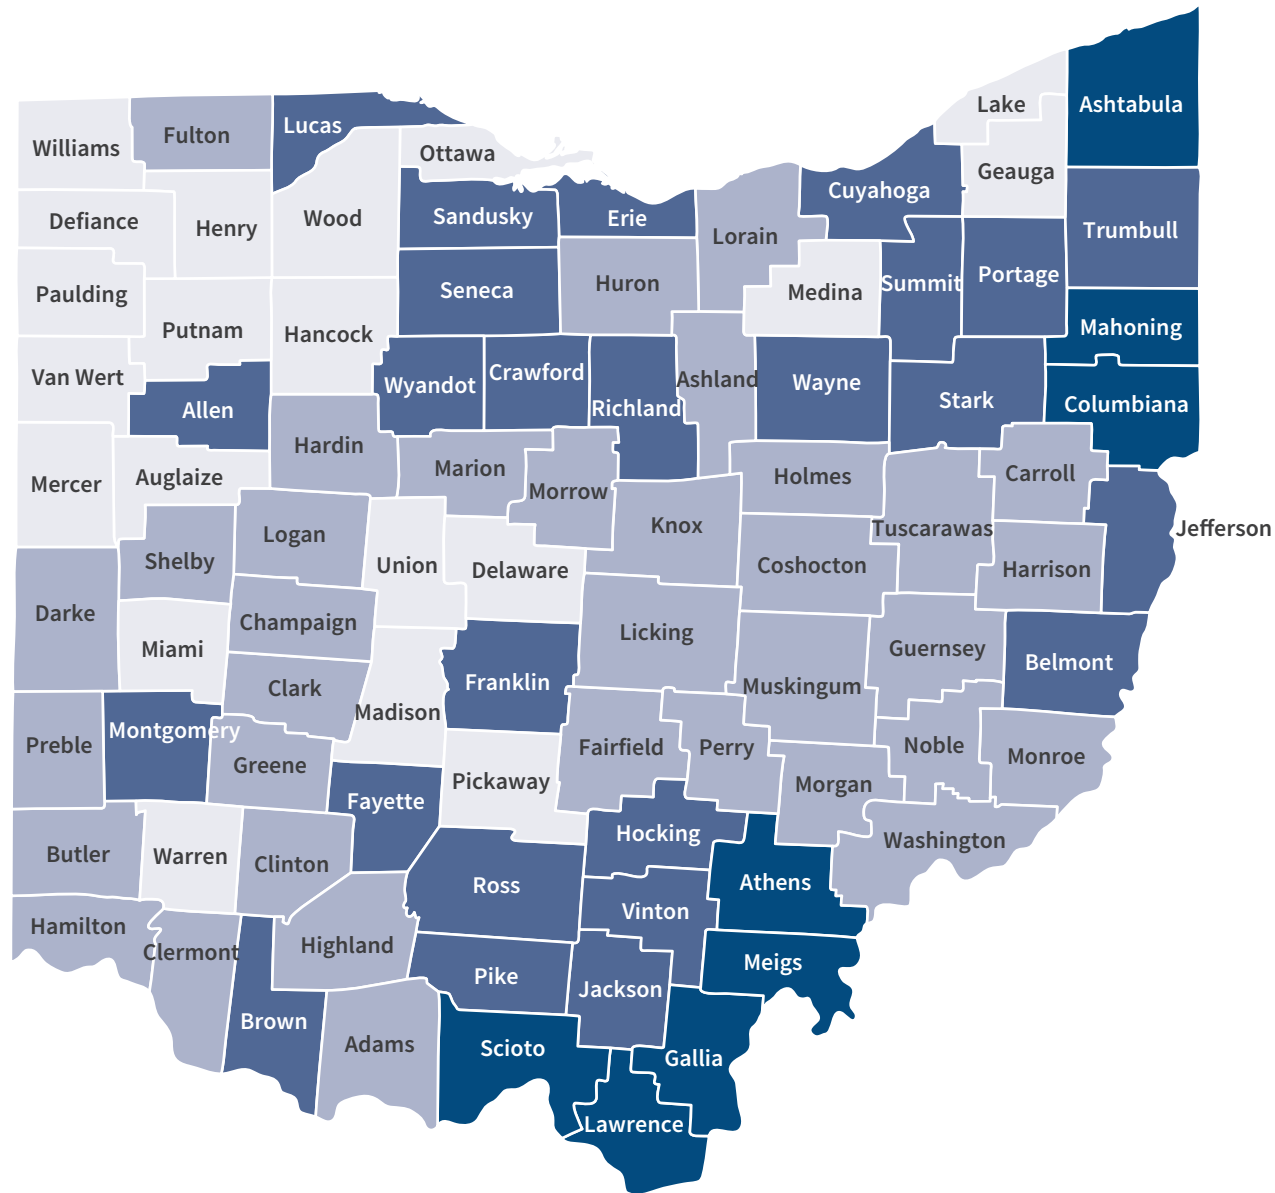 Lake
Ashtabula
Lucas
Fulton
Williams
Ottawa
Geauga
Cuyahoga
Sandusky
Erie
Wood
Defiance
Henry
Trumbull
Lorain
Portage
Summit
Huron
Seneca
Medina
Paulding
Mahoning
Putnam
Hancock
Crawford
Van Wert
Ashland
Wayne
Wyandot
Stark
Columbiana
Allen
Richland
Hardin
Marion
Carroll
Holmes
Auglaize
Mercer
Morrow
Knox
Tuscarawas
Jefferson
Logan
Shelby
Union
Coshocton
Delaware
Harrison
Darke
Champaign
Licking
Miami
Guernsey
Belmont
Franklin
Muskingum
Clark
Madison
Montgomery
Preble
Noble
Fairfield
Perry
Monroe
Greene
Pickaway
Morgan
Fayette
Hocking
Washington
Butler
Warren
Clinton
Athens
Ross
Vinton
Hamilton
Highland
Clermont
Meigs
Pike
Jackson
Brown
Adams
Scioto
Gallia
Lawrence